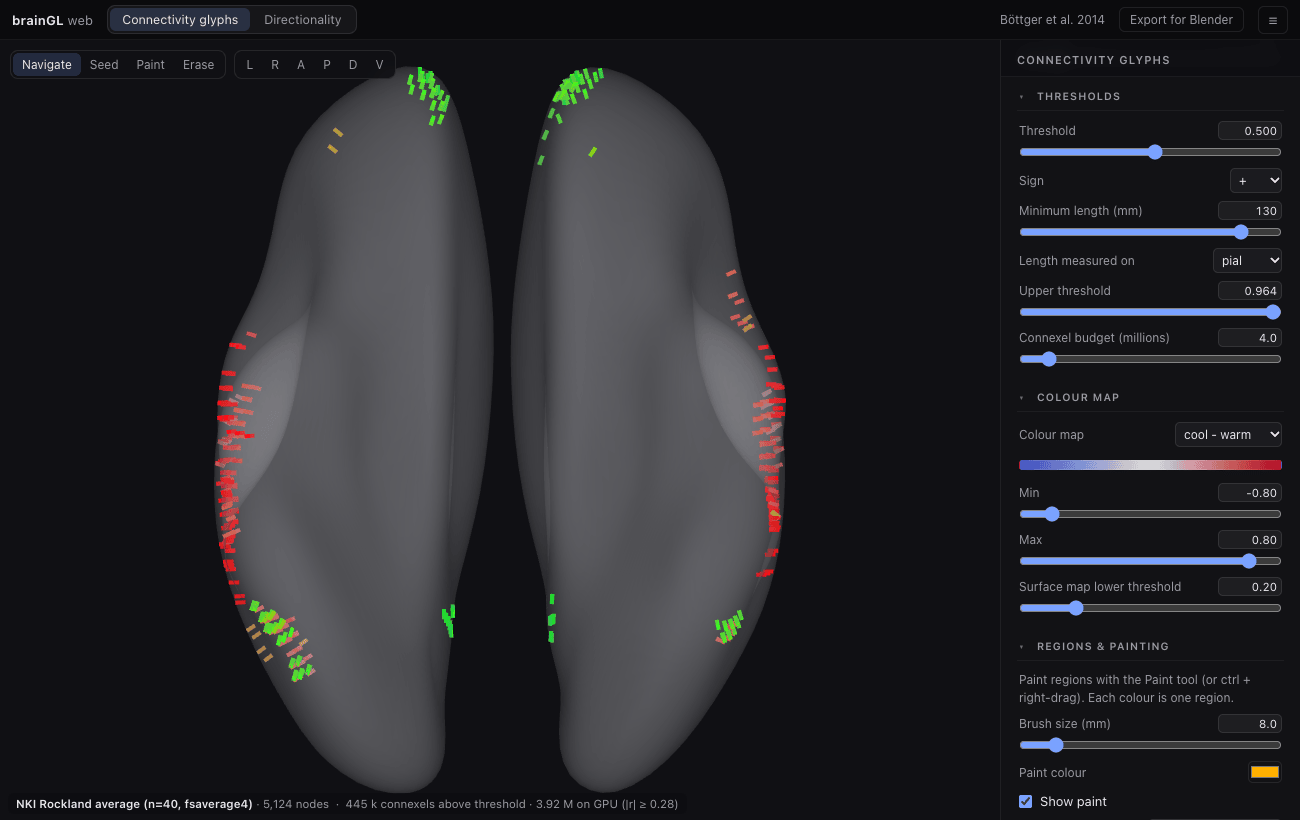 brainGL web
Connectivity glyphs
Directionality
Böttger et al. 2014
Export for Blender
≡
Navigate
Seed
Paint
Erase
L R A P D V
CONNECTIVITY GLYPHS
THRESHOLDS
Threshold 0.500
Sign +
Minimum length (mm) 130
Length measured on pial
Upper threshold 0.964
Connexel budget (millions) 4.0
COLOUR MAP
Colour map cool - warm
Min -0.80
Max 0.80
Surface map lower threshold 0.20
REGIONS & PAINTING
Paint regions with the Paint tool (or ctrl +
right-drag). Each colour is one region.
Brush size (mm) 8.0
Paint colour
Show paint
NKI Rockland average (n=40, fsaverage4) · 5,124 nodes · 445 k connexels above threshold · 3.92 M on GPU (|r| ≥ 0.28)